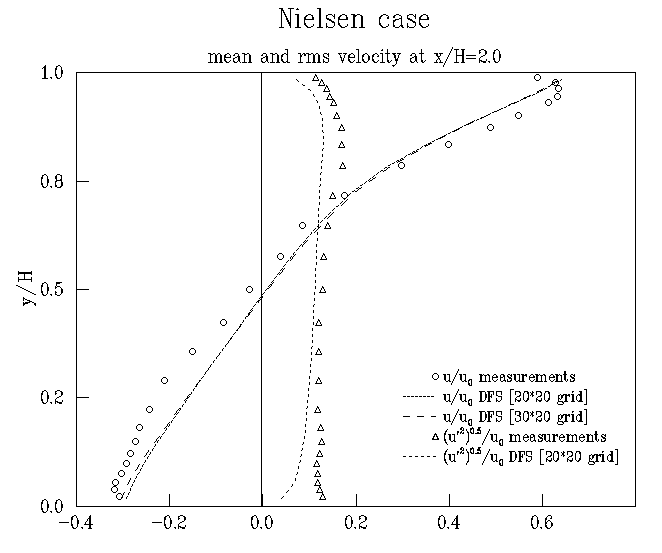 Nielsen case
mean and rms velocity at x/H=2.0
1.0
0.8
0.5
0.2
0.0
y/H
u/u₀ measurements
u/u₀ DFS [20*20 grid]
u/u₀ DFS [30*20 grid]
(u'²)⁰·⁵/u₀ measurements
(u'²)⁰·⁵/u₀ DFS [20*20 grid]
−0.4 −0.2 0.0 0.2 0.4 0.6